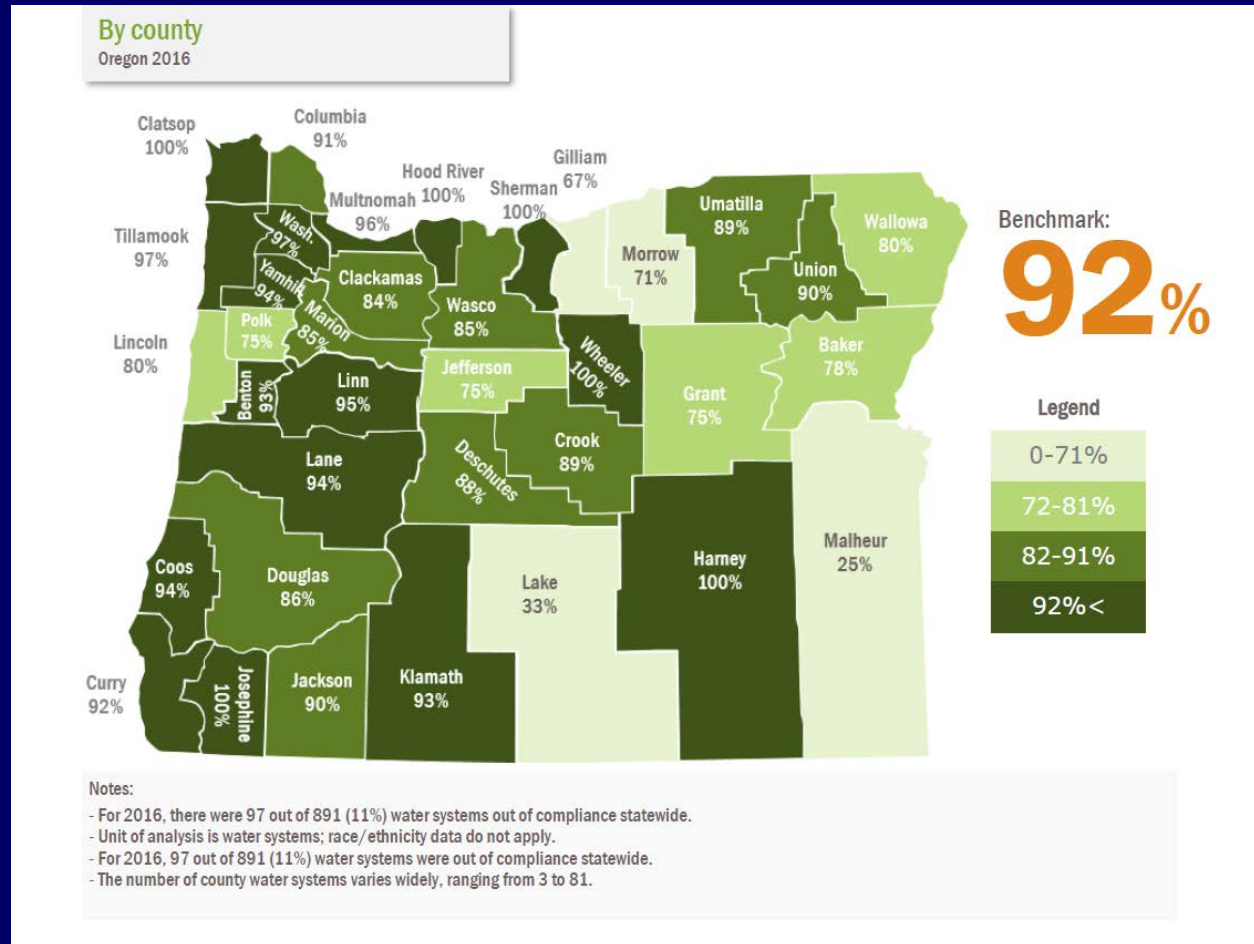 By county
Oregon 2016
Clatsop
100%
Columbia
91%
Multnomah
96%
Hood River
100%
Sherman
100%
Gilliam
67%
Morrow
71%
Umatilla
89%
Union
90%
Wallowa
80%
Tillamook
97%
Wash.
97%
Yamhill
94%
Clackamas
84%
Marion
85%
Wasco
85%
Polk
75%
Lincoln
80%
Benton
93%
Linn
95%
Jefferson
75%
Wheeler
100%
Grant
75%
Baker
78%
Lane
94%
Deschutes
88%
Crook
89%
Coos
94%
Douglas
86%
Lake
33%
Harney
100%
Malheur
25%
Curry
92%
Josephine
100%
Jackson
90%
Klamath
93%
Benchmark:
92%
Legend
0-71%
72-81%
82-91%
92%<
Notes:
- For 2016, there were 97 out of 891 (11%) water systems out of compliance statewide.
- Unit of analysis is water systems; race/ethnicity data do not apply.
- For 2016, 97 out of 891 (11%) water systems were out of compliance statewide.
- The number of county water systems varies widely, ranging from 3 to 81.